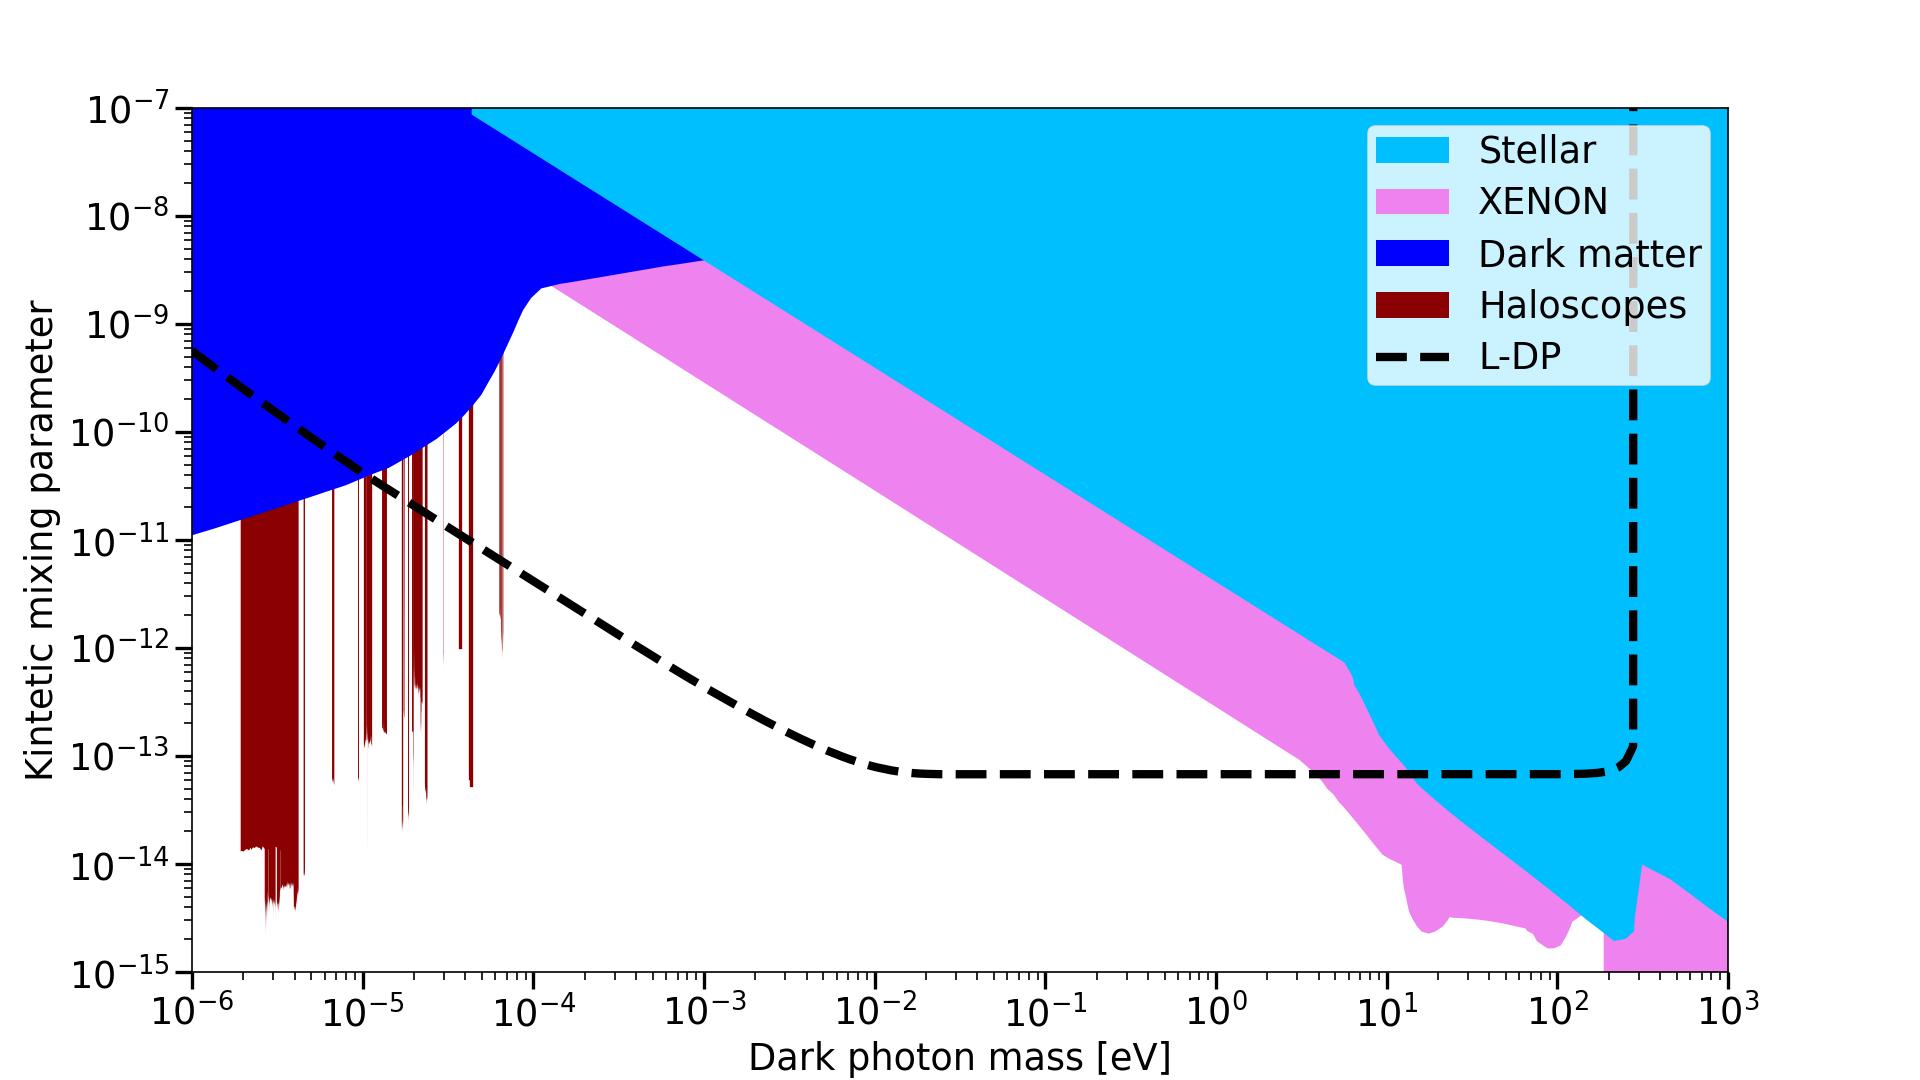 10⁻⁷
10⁻⁸
10⁻⁹
10⁻¹⁰
10⁻¹¹
10⁻¹²
10⁻¹³
10⁻¹⁴
10⁻¹⁵
Kintetic mixing parameter
Stellar
XENON
Dark matter
Haloscopes
L-DP
10⁻⁶ 10⁻⁵ 10⁻⁴ 10⁻³ 10⁻² 10⁻¹ 10⁰ 10¹ 10² 10³
Dark photon mass [eV]